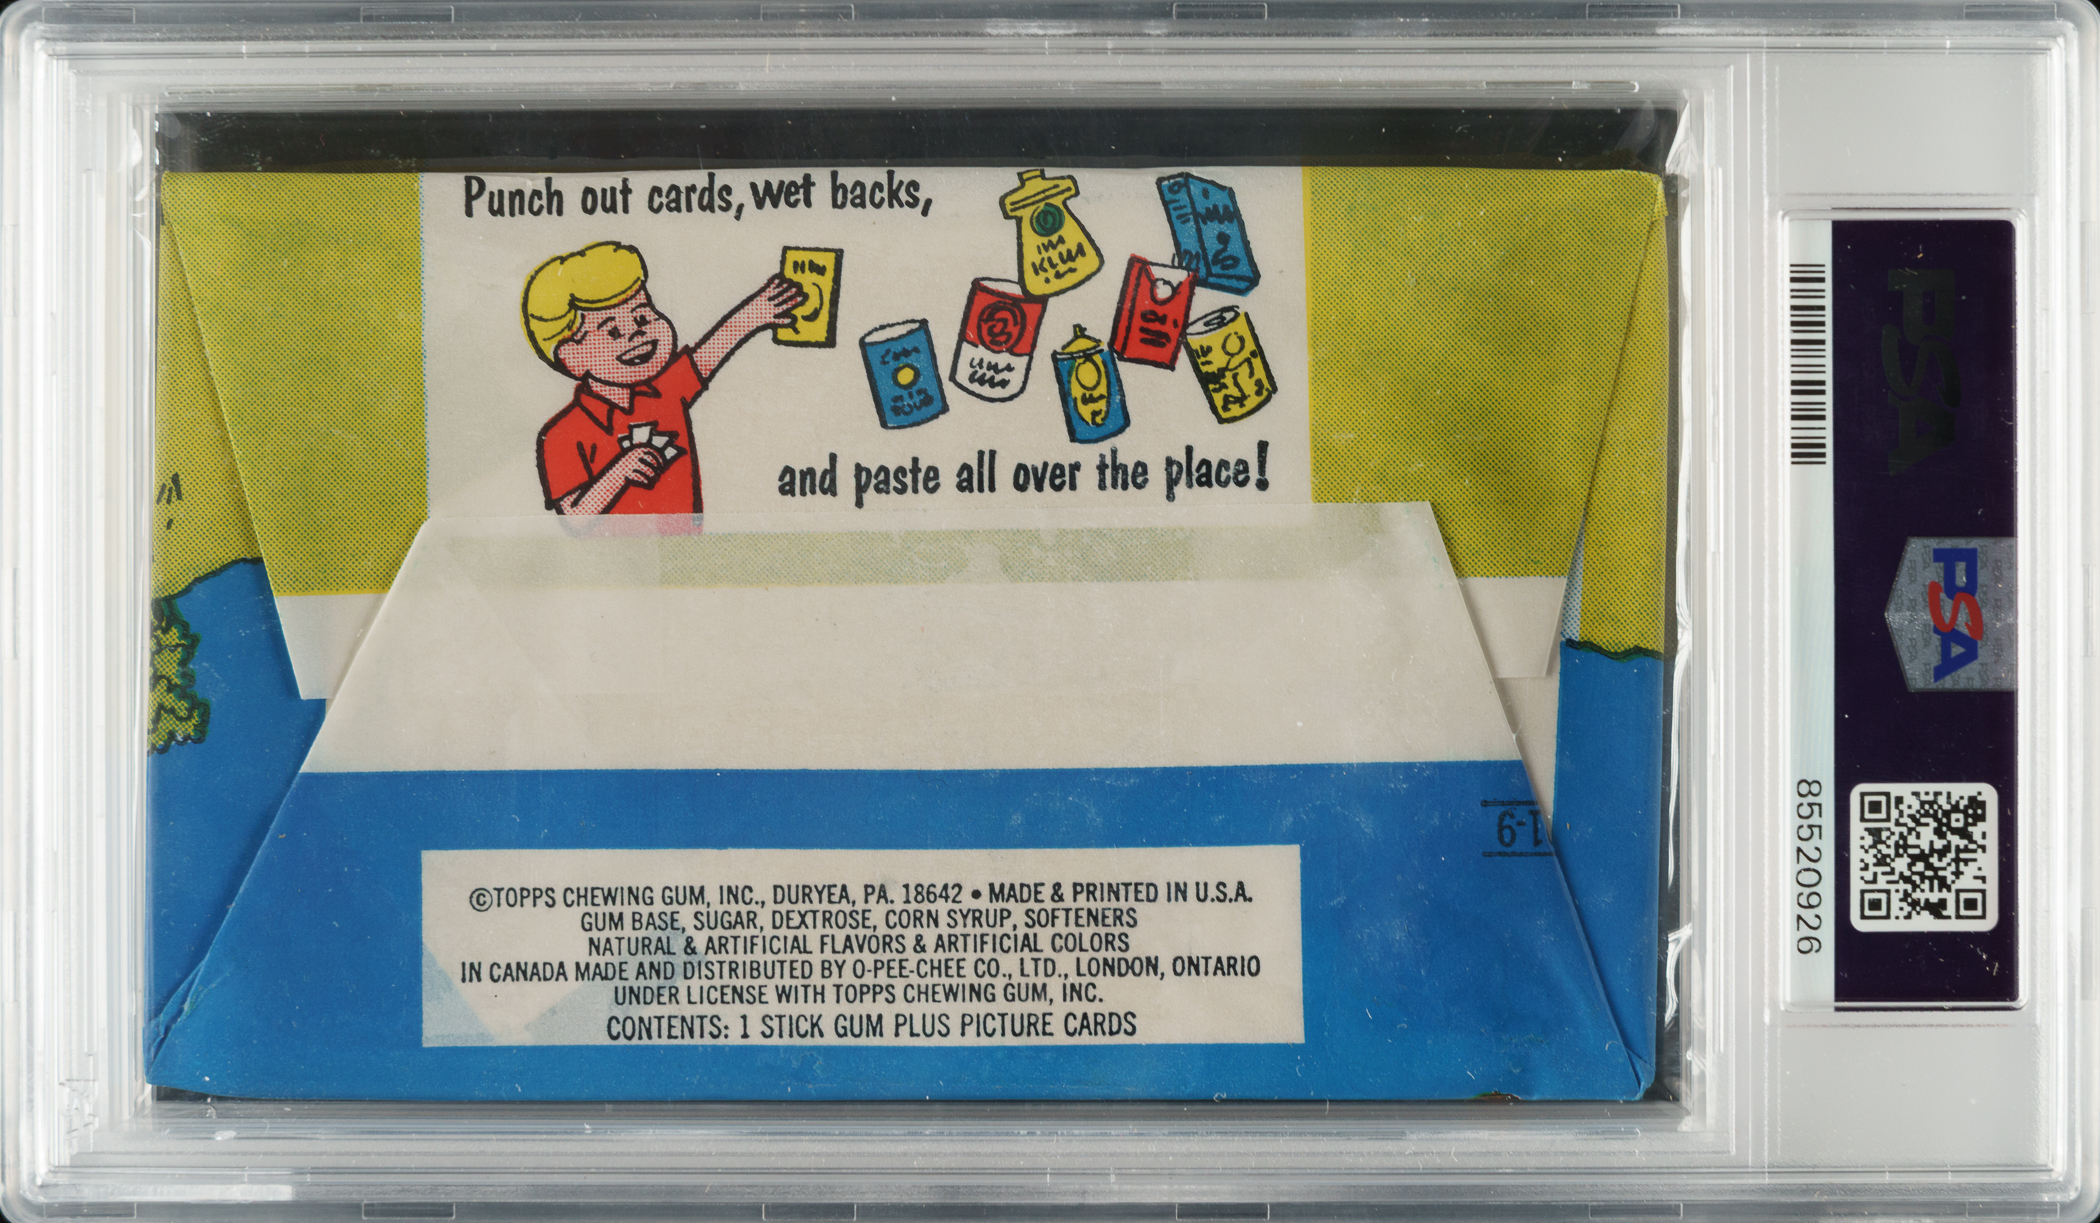 Punch out cards, wet backs,
and paste all over the place!
1-9
©TOPPS CHEWING GUM, INC., DURYEA, PA. 18642 • MADE & PRINTED IN U.S.A.
GUM BASE, SUGAR, DEXTROSE, CORN SYRUP, SOFTENERS
NATURAL & ARTIFICIAL FLAVORS & ARTIFICIAL COLORS
IN CANADA MADE AND DISTRIBUTED BY O-PEE-CHEE CO., LTD., LONDON, ONTARIO
UNDER LICENSE WITH TOPPS CHEWING GUM, INC.
CONTENTS: 1 STICK GUM PLUS PICTURE CARDS
PSA
PSA
85520926